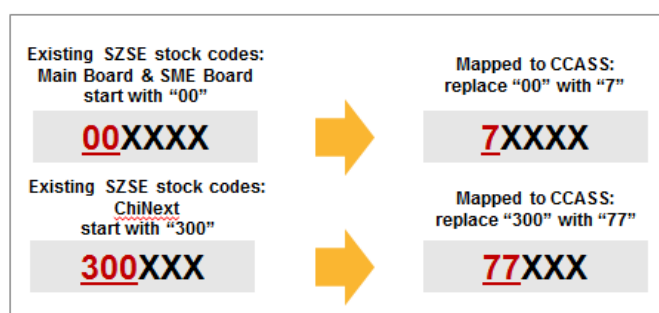 Existing SZSE stock codes:
Main Board & SME Board
start with “00”
00XXXX
Mapped to CCASS:
replace “00” with “7”
7XXXX
Existing SZSE stock codes:
ChiNext
start with “300”
300XXX
Mapped to CCASS:
replace “300” with “77”
77XXX